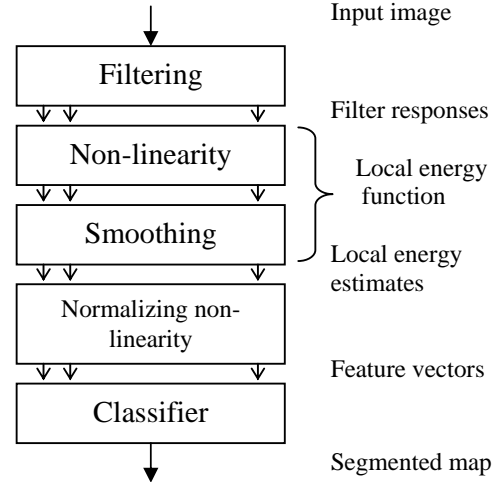 Input image
Filtering
Filter responses
Non-linearity
Local energy
function
Smoothing
Local energy
estimates
Normalizing non-
linearity
Feature vectors
Classifier
Segmented map